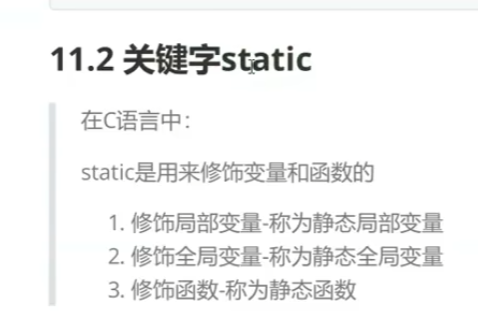 11.2 关键字static
在C语言中：
static是用来修饰变量和函数的
1. 修饰局部变量-称为静态局部变量
2. 修饰全局变量-称为静态全局变量
3. 修饰函数-称为静态函数